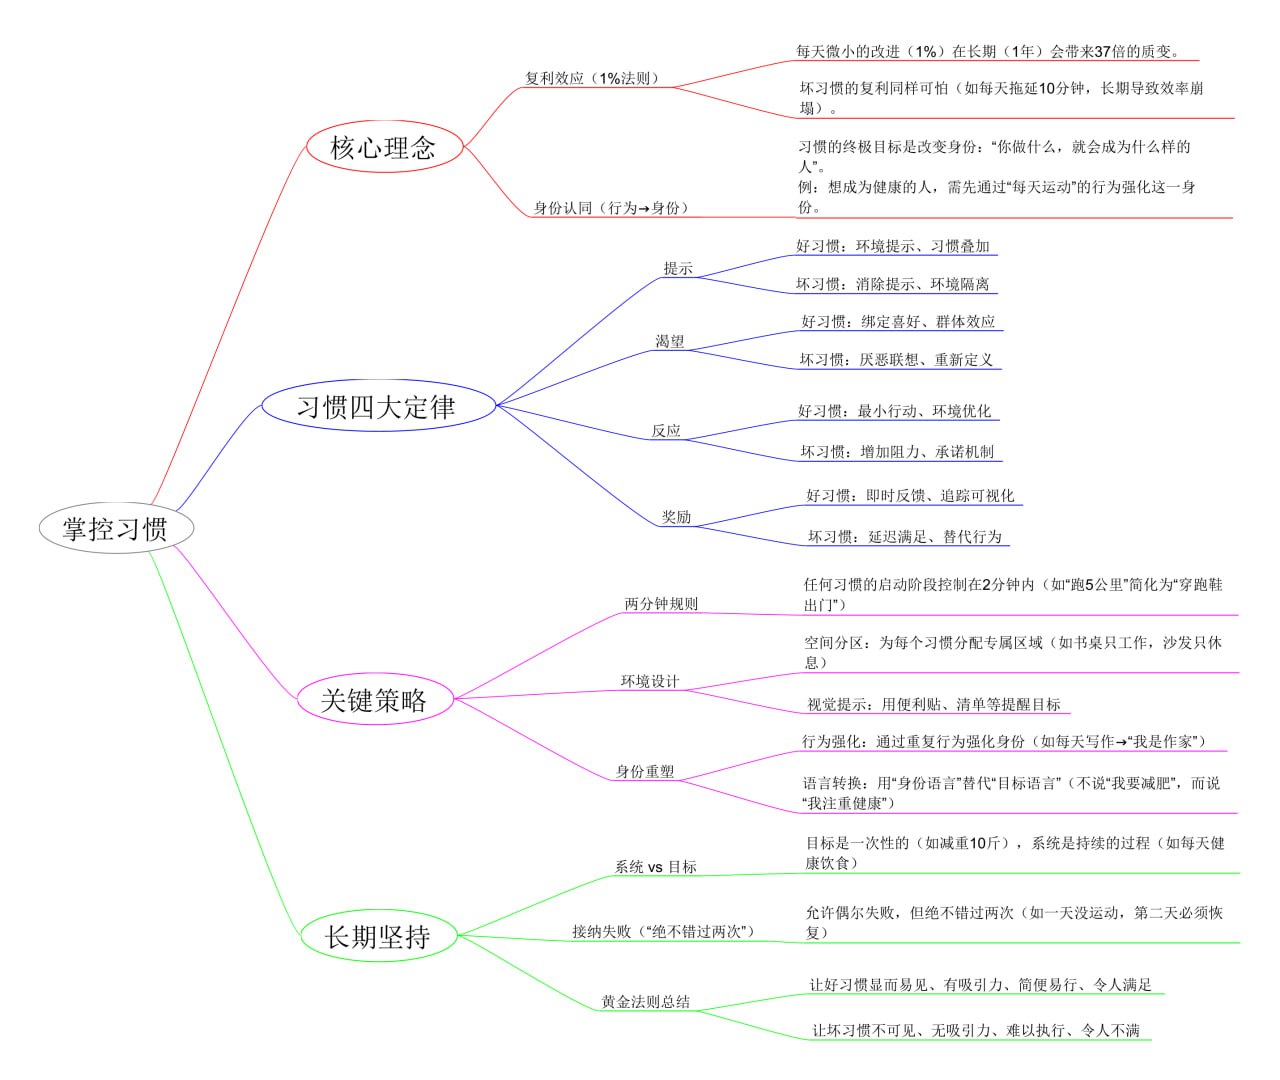 掌控习惯
核心理念
复利效应（1%法则）
每天微小的改进（1%）在长期（1年）会带来37倍的质变。
坏习惯的复利同样可怕（如每天拖延10分钟，长期导致效率崩
塌）。
身份认同（行为→身份）
习惯的终极目标是改变身份：“你做什么，就会成为什么样的
人”。
例：想成为健康的人，需先通过“每天运动”的行为强化这一身
份。
习惯四大定律
提示
好习惯：环境提示、习惯叠加
坏习惯：消除提示、环境隔离
渴望
好习惯：绑定喜好、群体效应
坏习惯：厌恶联想、重新定义
反应
好习惯：最小行动、环境优化
坏习惯：增加阻力、承诺机制
奖励
好习惯：即时反馈、追踪可视化
坏习惯：延迟满足、替代行为
关键策略
两分钟规则
任何习惯的启动阶段控制在2分钟内（如“跑5公里”简化为“穿跑鞋
出门”）
环境设计
空间分区：为每个习惯分配专属区域（如书桌只工作，沙发只休
息）
视觉提示：用便利贴、清单等提醒目标
身份重塑
行为强化：通过重复行为强化身份（如每天写作→“我是作家”）
语言转换：用“身份语言”替代“目标语言”（不说“我要减肥”，而说
“我注重健康”）
长期坚持
系统 vs 目标
目标是一次性的（如减重10斤），系统是持续的过程（如每天健
康饮食）
接纳失败（“绝不错过两次”）
允许偶尔失败，但绝不错过两次（如一天没运动，第二天必须恢
复）
黄金法则总结
让好习惯显而易见、有吸引力、简便易行、令人满足
让坏习惯不可见、无吸引力、难以执行、令人不满